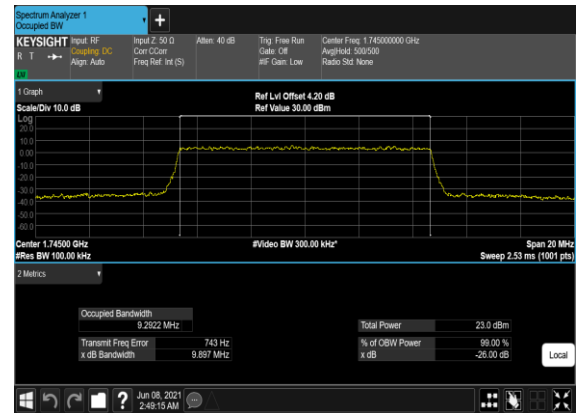 Spectrum Analyzer 1
Occupied BW
KEYSIGHT Input: RF Input Z: 50 Ω Atten: 40 dB Trig: Free Run Center Freq: 1.745000000 GHz
R T Coupling: DC Corr CCorr Gate: Off Avg|Hold: 500/500
Align: Auto Freq Ref: Int (S) #IF Gain: Low Radio Std: None
1 Graph
Ref Lvl Offset 4.20 dB
Scale/Div 10.0 dB Ref Value 30.00 dBm
Log
20.0
10.0
0.00
-10.0
-20.0
-30.0
-40.0
-50.0
-60.0
Center 1.74500 GHz #Video BW 300.00 kHz* Span 20 MHz
#Res BW 100.00 kHz Sweep 2.53 ms (1001 pts)
2 Metrics
Occupied Bandwidth
9.2922 MHz Total Power 23.0 dBm
Transmit Freq Error 743 Hz % of OBW Power 99.00 %
x dB Bandwidth 9.897 MHz x dB -26.00 dB
Local
? Jun 08, 2021
2:49:15 AM